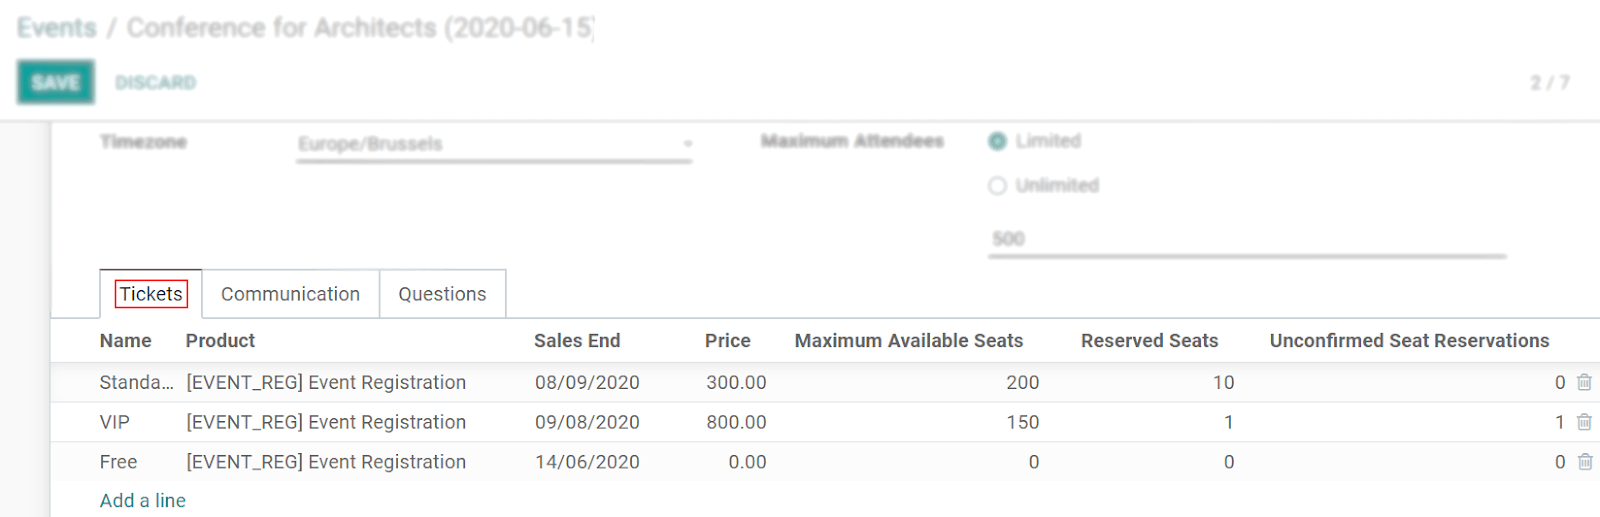 Events / Conference for Architects (2020-06-15)
SAVE DISCARD 2 / 7
Timezone Europe/Brussels Maximum Attendees Limited
Unlimited
500
Tickets Communication Questions
Name Product Sales End Price Maximum Available Seats Reserved Seats Unconfirmed Seat Reservations
Standa... [EVENT_REG] Event Registration 08/09/2020 300.00 200 10 0
VIP [EVENT_REG] Event Registration 09/08/2020 800.00 150 1 1
Free [EVENT_REG] Event Registration 14/06/2020 0.00 0 0 0
Add a line